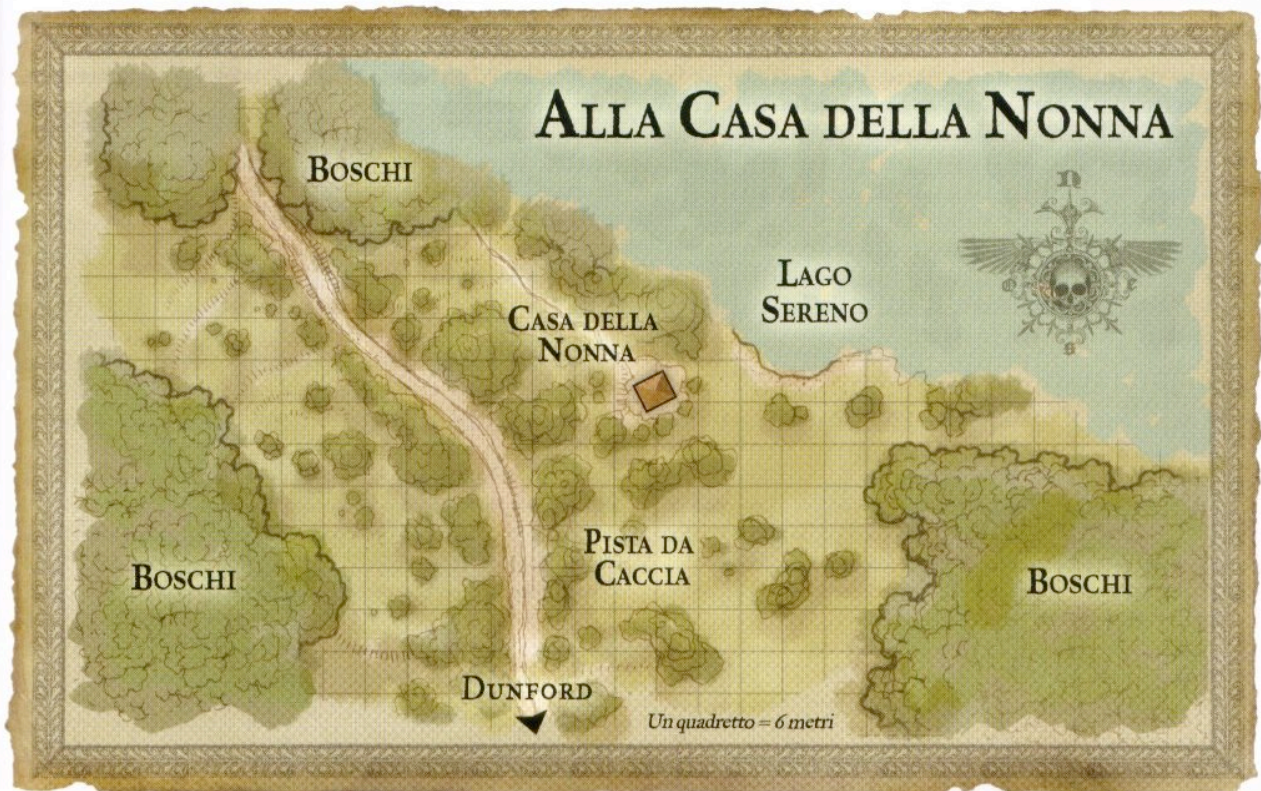 ALLA CASA DELLA NONNA
N
BOSCHI
LAGO
SERENO
S
CASA DELLA
NONNA
PISTA DA
CACCIA
BOSCHI
BOSCHI
DUNFORD
Un quadretto = 6 metri